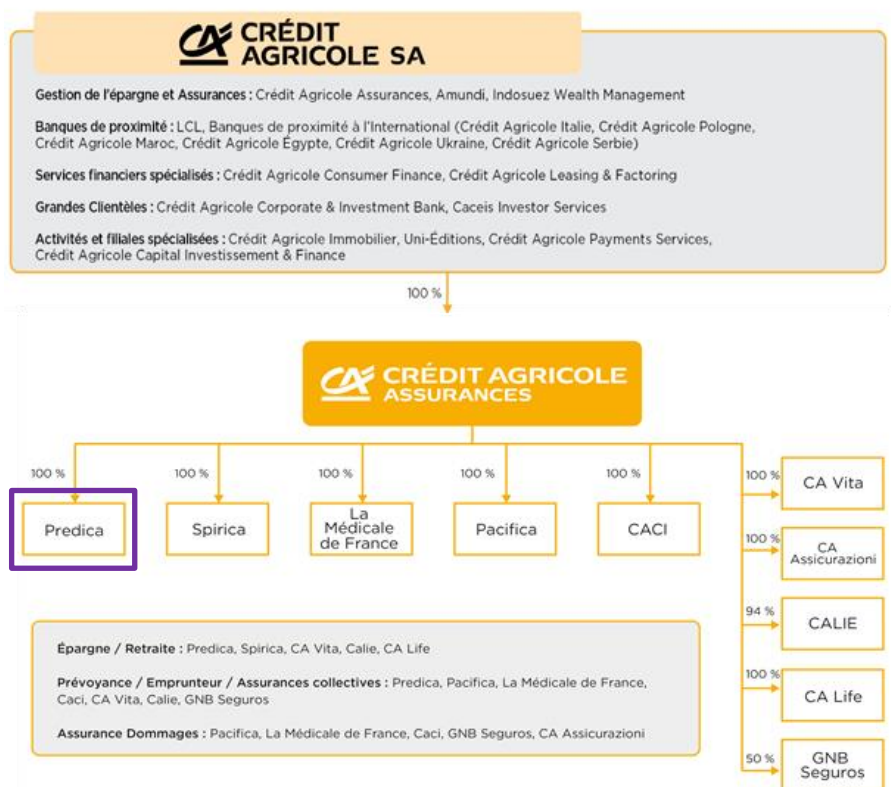 CRÉDIT
AGRICOLE SA
Gestion de l'épargne et Assurances : Crédit Agricole Assurances, Amundi, Indosuez Wealth Management
Banques de proximité : LCL, Banques de proximité à l'International (Crédit Agricole Italie, Crédit Agricole Pologne,
Crédit Agricole Maroc, Crédit Agricole Égypte, Crédit Agricole Ukraine, Crédit Agricole Serbie)
Services financiers spécialisés : Crédit Agricole Consumer Finance, Crédit Agricole Leasing & Factoring
Grandes Clientèles : Crédit Agricole Corporate & Investment Bank, Caceis Investor Services
Activités et filiales spécialisées : Crédit Agricole Immobilier, Uni-Éditions, Crédit Agricole Payments Services,
Crédit Agricole Capital Investissement & Finance
100 %
CRÉDIT AGRICOLE
ASSURANCES
100 %
100 %
100 %
100 %
100 %
Predica
Spirica
La
Médicale
de France
Pacifica
CACI
100 %
CA Vita
100 %
CA
Assicurazioni
94 %
CALIE
100 %
CA Life
50 %
GNB
Seguros
Épargne / Retraite : Predica, Spirica, CA Vita, Calie, CA Life
Prévoyance / Emprunteur / Assurances collectives : Predica, Pacifica, La Médicale de France,
Caci, CA Vita, Calie, GNB Seguros
Assurance Dommages : Pacifica, La Médicale de France, Caci, GNB Seguros, CA Assicurazioni